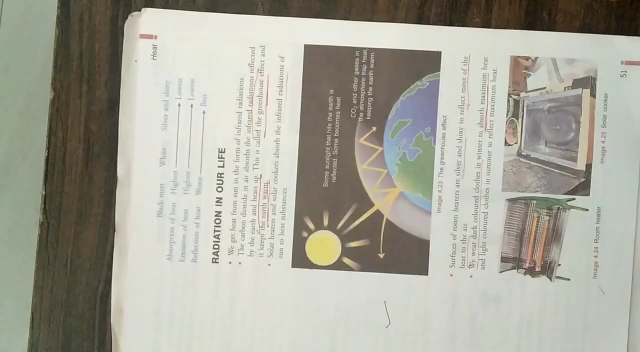 Heat
Black matt White Silver and shiny
Absorption of heat Highest Lowest
Emission of heat Highest Lowest
Reflection of heat Worst Best
RADIATION IN OUR LIFE
• We get heat from sun in the form of infrared radiations.
• The carbon dioxide in air absorbs the infrared radiations reflected
by the earth and heats up. This is called the greenhouse effect and
it keeps the earth warm.
• Solar heaters and solar cookers absorb the infrared radiations of
sun to heat substances.
Some sunlight that hits the earth is
reflected. Some becomes heat
CO₂ and other gases in
the atmosphere trap heat,
keeping the earth warm.
Image 4.22 The greenhouse effect
• Surfaces of room heaters are silver and shiny to reflect most of the
heat to the air.
• We wear dark coloured clothes in winter to absorb maximum heat
and light coloured clothes in summer to reflect maximum heat.
Image 4.23 Solar cooker
Image 4.24 Room heater
51